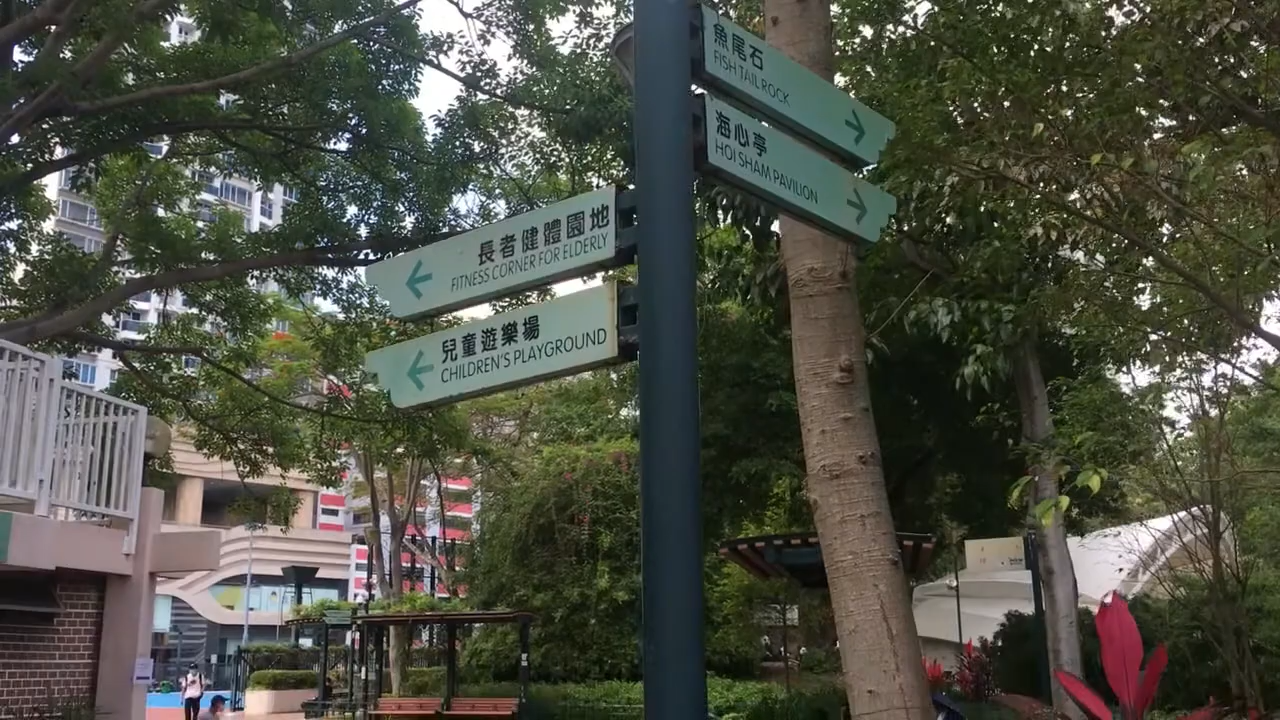 魚尾石
FISH TAIL ROCK
海心亭
HOI SHAM PAVILION
長者健體園地
FITNESS CORNER FOR ELDERLY
兒童遊樂場
CHILDREN'S PLAYGROUND